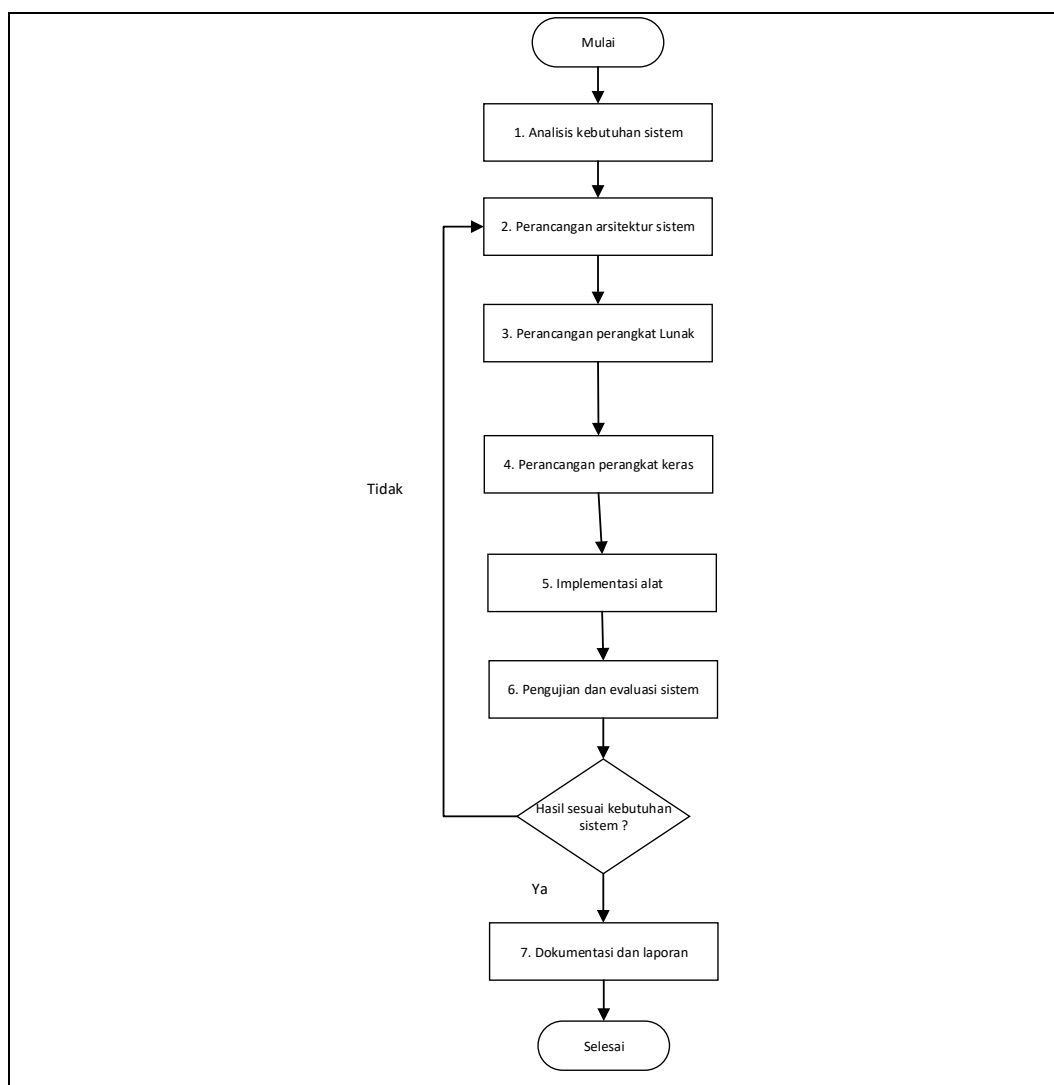 Mulai
1. Analisis kebutuhan sistem
2. Perancangan arsitektur sistem
3. Perancangan perangkat Lunak
4. Perancangan perangkat keras
Tidak
5. Implementasi alat
6. Pengujian dan evaluasi sistem
Hasil sesuai kebutuhan
sistem ?
Ya
7. Dokumentasi dan laporan
Selesai